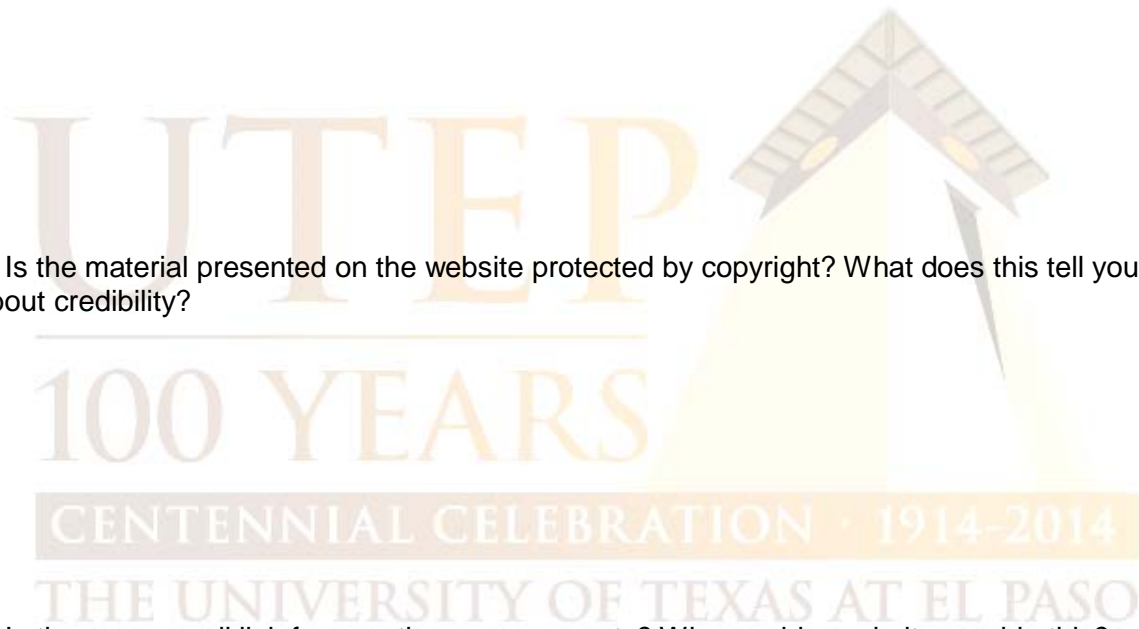 UTEP
Is the material presented on the website protected by copyright? What does this tell you
bout credibility?
100 YEARS
CENTENNIAL CELEBRATION · 1914-2014
THE UNIVERSITY OF TEXAS AT EL PASO